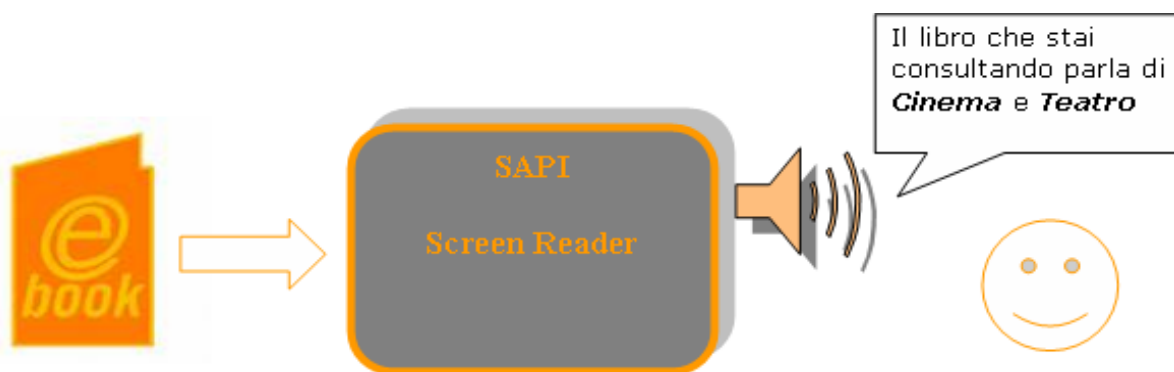 e
book
SAPI
Screen Reader
Il libro che stai
consultando parla di
Cinema e Teatro